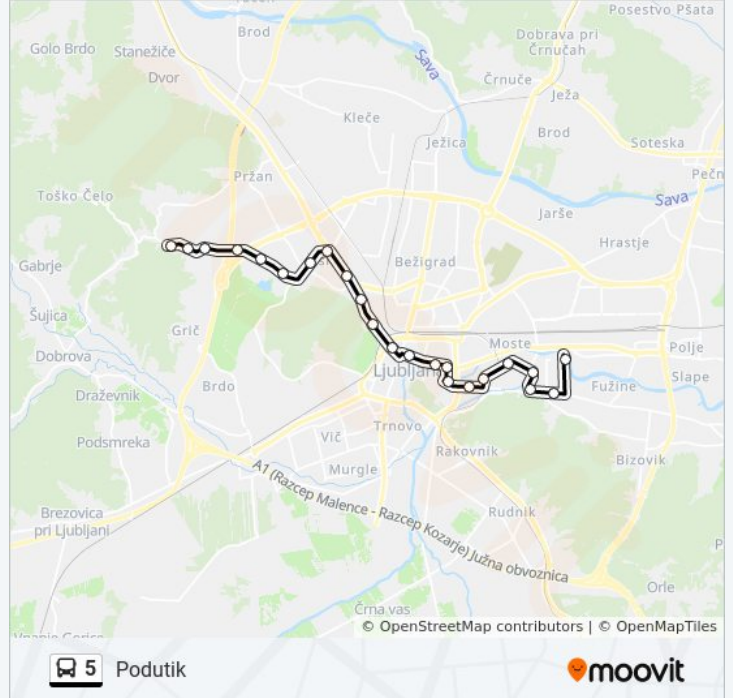 Posestvo Pšata
Golo Brdo
Stanežiče
Brod
Dobrava pri
Črnučah
Dvor
Sava
Črnuče
Ježa
Kleče
Ježica
Brod
Soteska
Pržan
Toško Čelo
Sava
Jarše
Hrastje
Gabrje
Bežigrad
Šujica
Grič
Dobrova
Moste
Polje
Ljubljana
Slape
Brdo
Fužine
Draževnik
Trnovo
Vič
Podsmreka
Rakovnik
Bizovik
Murgle
A1 (Razcep Malence - Razcep Kozarje) Južna obvoznica
Brezovica
pri Ljubljani
Rudnik
Orle
Črna vas
© OpenStreetMap contributors | © OpenMapTiles
5 Podutik
moovit